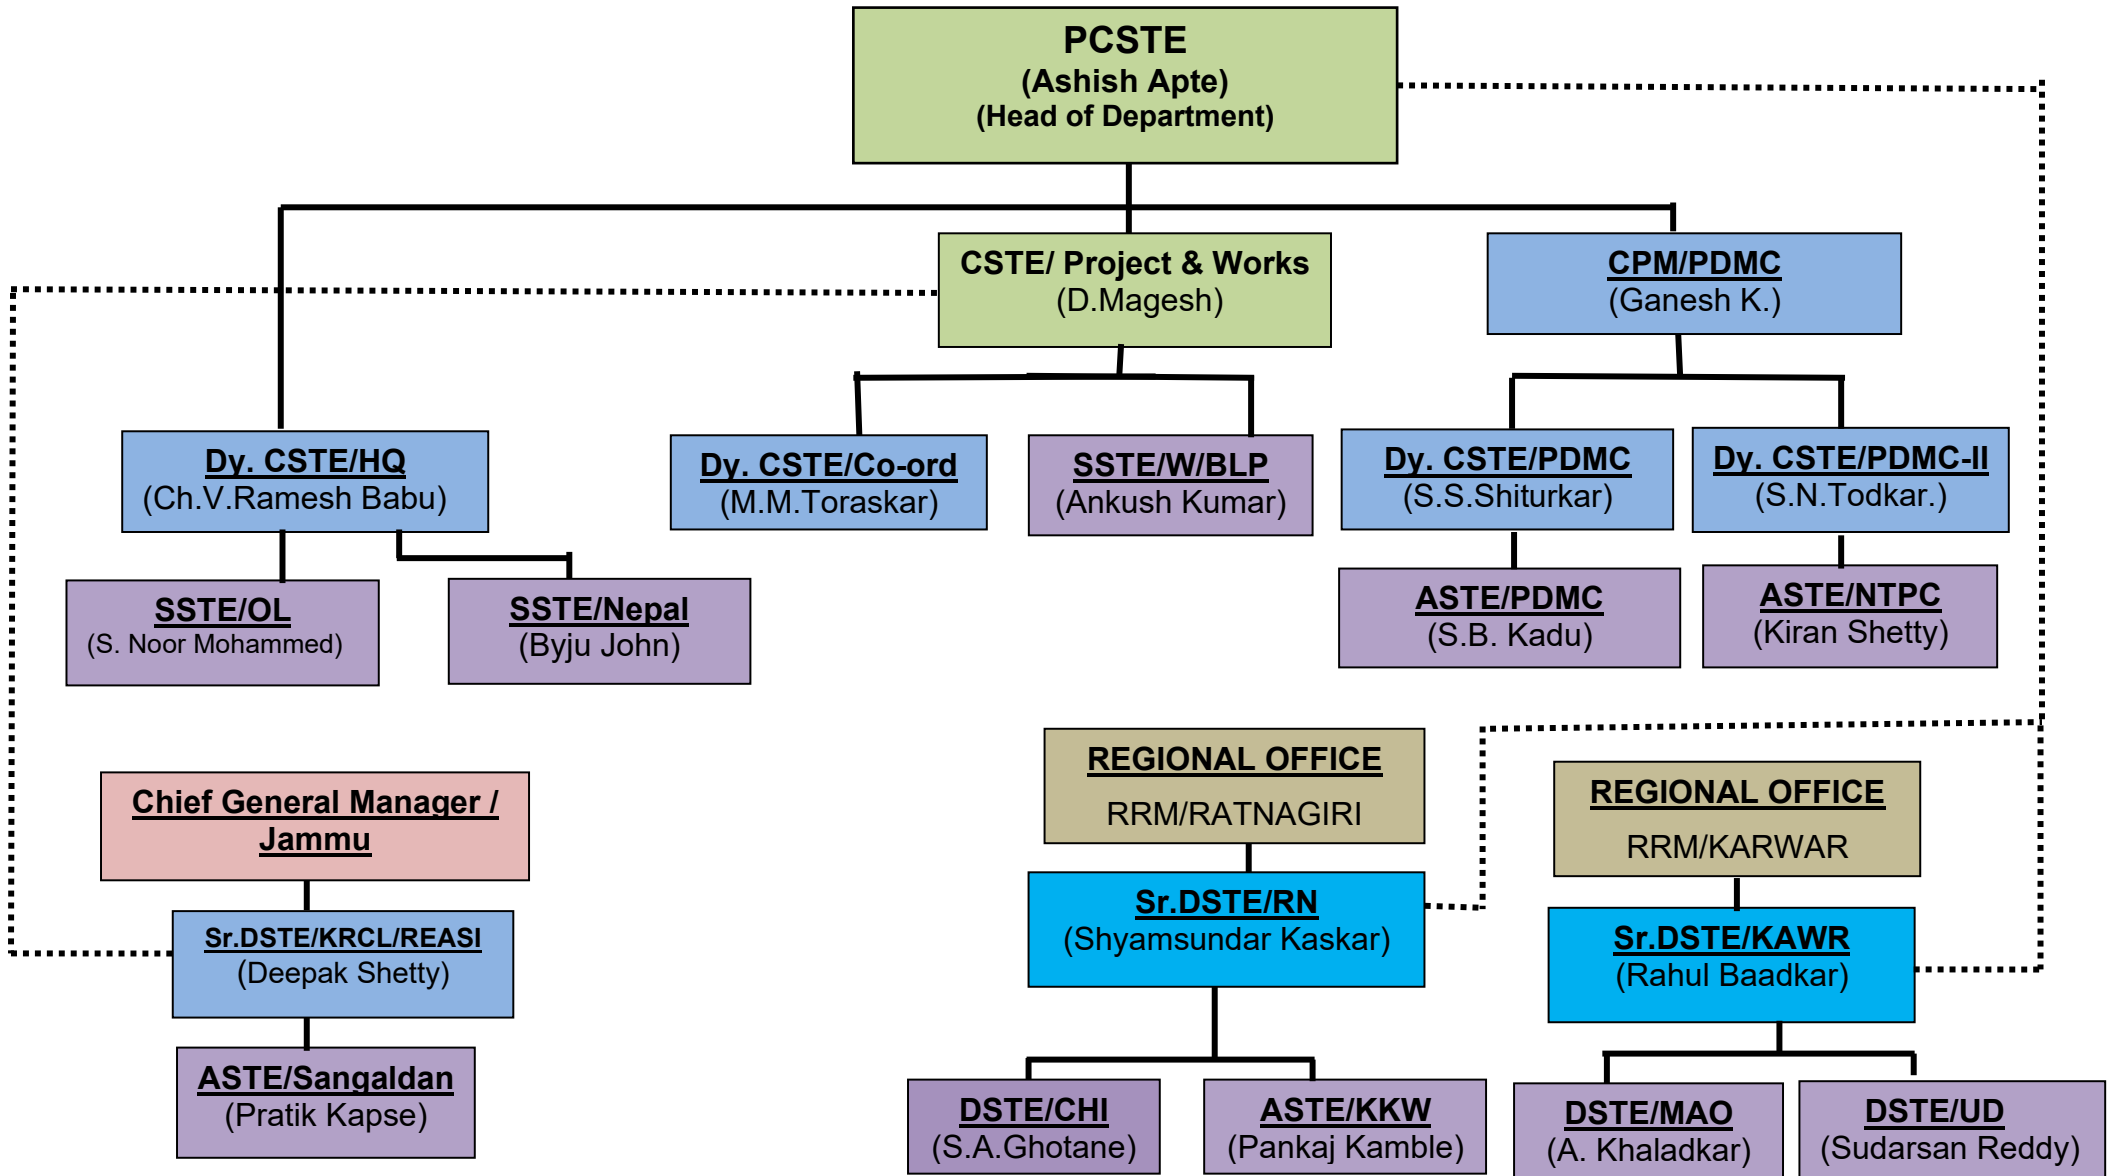 PCSTE
(Ashish Apte)
(Head of Department)
CSTE/ Project & Works
(D.Magesh)
CPM/PDMC
(Ganesh K.)
Dy. CSTE/HQ
(Ch.V.Ramesh Babu)
Dy. CSTE/Co-ord
(M.M.Toraskar)
SSTE/W/BLP
(Ankush Kumar)
Dy. CSTE/PDMC
(S.S.Shiturkar)
Dy. CSTE/PDMC-II
(S.N.Todkar.)
SSTE/OL
(S. Noor Mohammed)
SSTE/Nepal
(Byju John)
ASTE/PDMC
(S.B. Kadu)
ASTE/NTPC
(Kiran Shetty)
Chief General Manager /
Jammu
Sr.DSTE/KRCL/REASI
(Deepak Shetty)
ASTE/Sangaldan
(Pratik Kapse)
REGIONAL OFFICE
RRM/RATNAGIRI
Sr.DSTE/RN
(Shyamsundar Kaskar)
DSTE/CHI
(S.A.Ghotane)
ASTE/KKW
(Pankaj Kamble)
REGIONAL OFFICE
RRM/KARWAR
Sr.DSTE/KAWR
(Rahul Baadkar)
DSTE/MAO
(A. Khaladkar)
DSTE/UD
(Sudarsan Reddy)